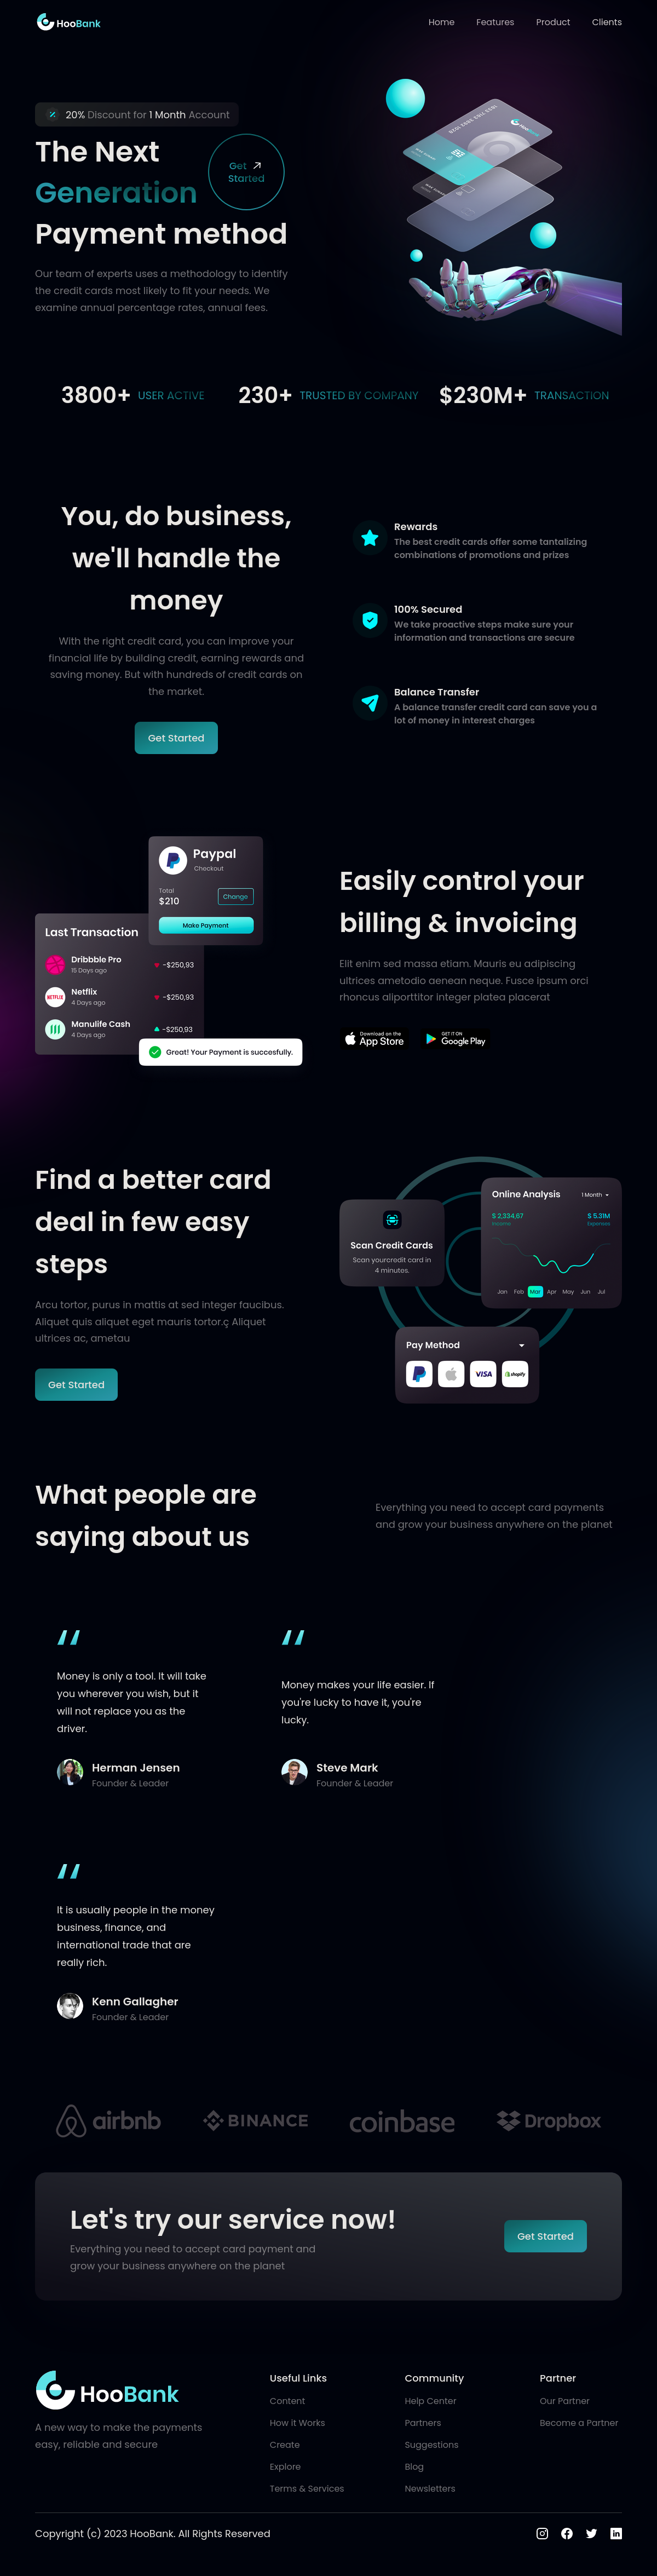 HooBank
Home Features Product Clients
20% Discount for 1 Month Account
The Next
Generation
Get
Started
Payment method
Our team of experts uses a methodology to identify
the credit cards most likely to fit your needs. We
examine annual percentage rates, annual fees.
3800+ USER ACTIVE
230+ TRUSTED BY COMPANY
$230M+ TRANSACTION
You, do business,
we'll handle the
money
With the right credit card, you can improve your
financial life by building credit, earning rewards and
saving money. But with hundreds of credit cards on
the market.
Get Started
Rewards
The best credit cards offer some tantalizing
combinations of promotions and prizes
100% Secured
We take proactive steps make sure your
information and transactions are secure
Balance Transfer
A balance transfer credit card can save you a
lot of money in interest charges
Paypal
Checkout
Total
$210
Change
Make Payment
Last Transaction
Dribbble Pro
15 Days ago
-$250,93
NETFLIX
Netflix
4 Days ago
-$250,93
Manulife Cash
4 Days ago
-$250,93
Great! Your Payment is succesfully.
Easily control your
billing & invoicing
Elit enim sed massa etiam. Mauris eu adipiscing
ultrices ametodio aenean neque. Fusce ipsum orci
rhoncus aliporttitor integer platea placerat
Download on the
App Store
GET IT ON
Google Play
Find a better card
deal in few easy
steps
Arcu tortor, purus in mattis at sed integer faucibus.
Aliquet quis aliquet eget mauris tortor.ç Aliquet
ultrices ac, ametau
Get Started
Scan Credit Cards
Scan yourcredit card in
4 minutes.
Online Analysis
1 Month
$ 2,334.67
Income
$ 5.31M
Expenses
Jan Feb Mar Apr May Jun Jul
Pay Method
VISA
shopify
What people are
saying about us
Everything you need to accept card payments
and grow your business anywhere on the planet
Money is only a tool. It will take
you wherever you wish, but it
will not replace you as the
driver.
Herman Jensen
Founder & Leader
Money makes your life easier. If
you're lucky to have it, you're
lucky.
Steve Mark
Founder & Leader
It is usually people in the money
business, finance, and
international trade that are
really rich.
Kenn Gallagher
Founder & Leader
airbnb
BINANCE
coinbase
Dropbox
Let's try our service now!
Everything you need to accept card payment and
grow your business anywhere on the planet
Get Started
HooBank
A new way to make the payments
easy, reliable and secure
Useful Links
Content
How it Works
Create
Explore
Terms & Services
Community
Help Center
Partners
Suggestions
Blog
Newsletters
Partner
Our Partner
Become a Partner
Copyright (c) 2023 HooBank. All Rights Reserved
in